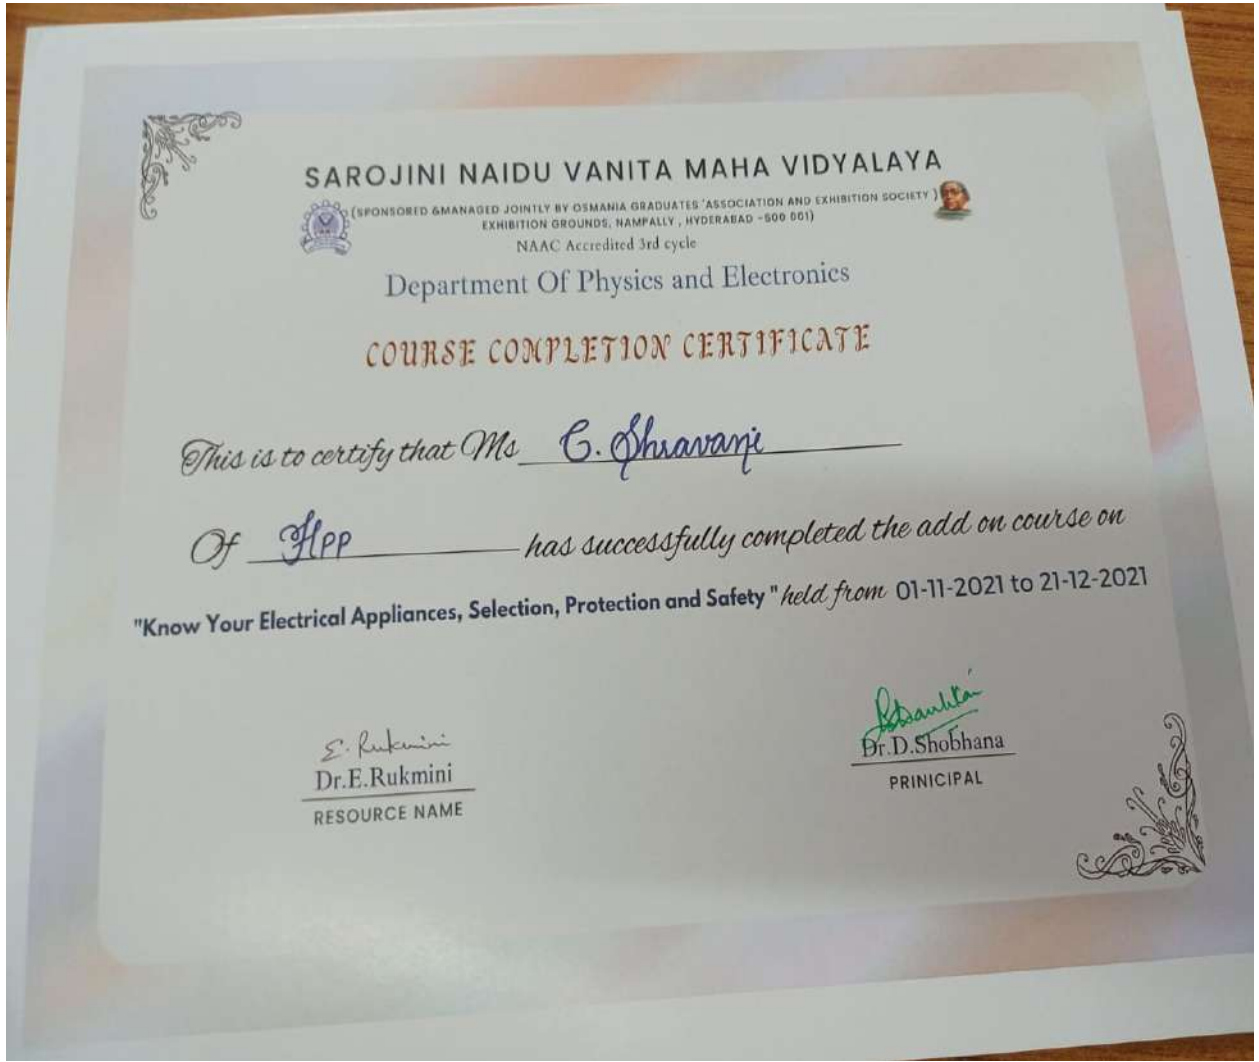 SAROJINI NAIDU VANITA MAHA VIDYALAYA
(SPONSORED &MANAGED JOINTLY BY OSMANIA GRADUATES 'ASSOCIATION AND EXHIBITION SOCIETY )
EXHIBITION GROUNDS, NAMPALLY , HYDERABAD -500 001)
NAAC Accredited 3rd cycle
Department Of Physics and Electronics
COURSE COMPLETION CERTIFICATE
This is to certify that Ms G. Shravani
Of HPP has successfully completed the add on course on
"Know Your Electrical Appliances, Selection, Protection and Safety "held from 01-11-2021 to 21-12-2021
E. Rukmini
Dr.E.Rukmini
RESOURCE NAME
Dr.D.Shobhana
PRINICIPAL